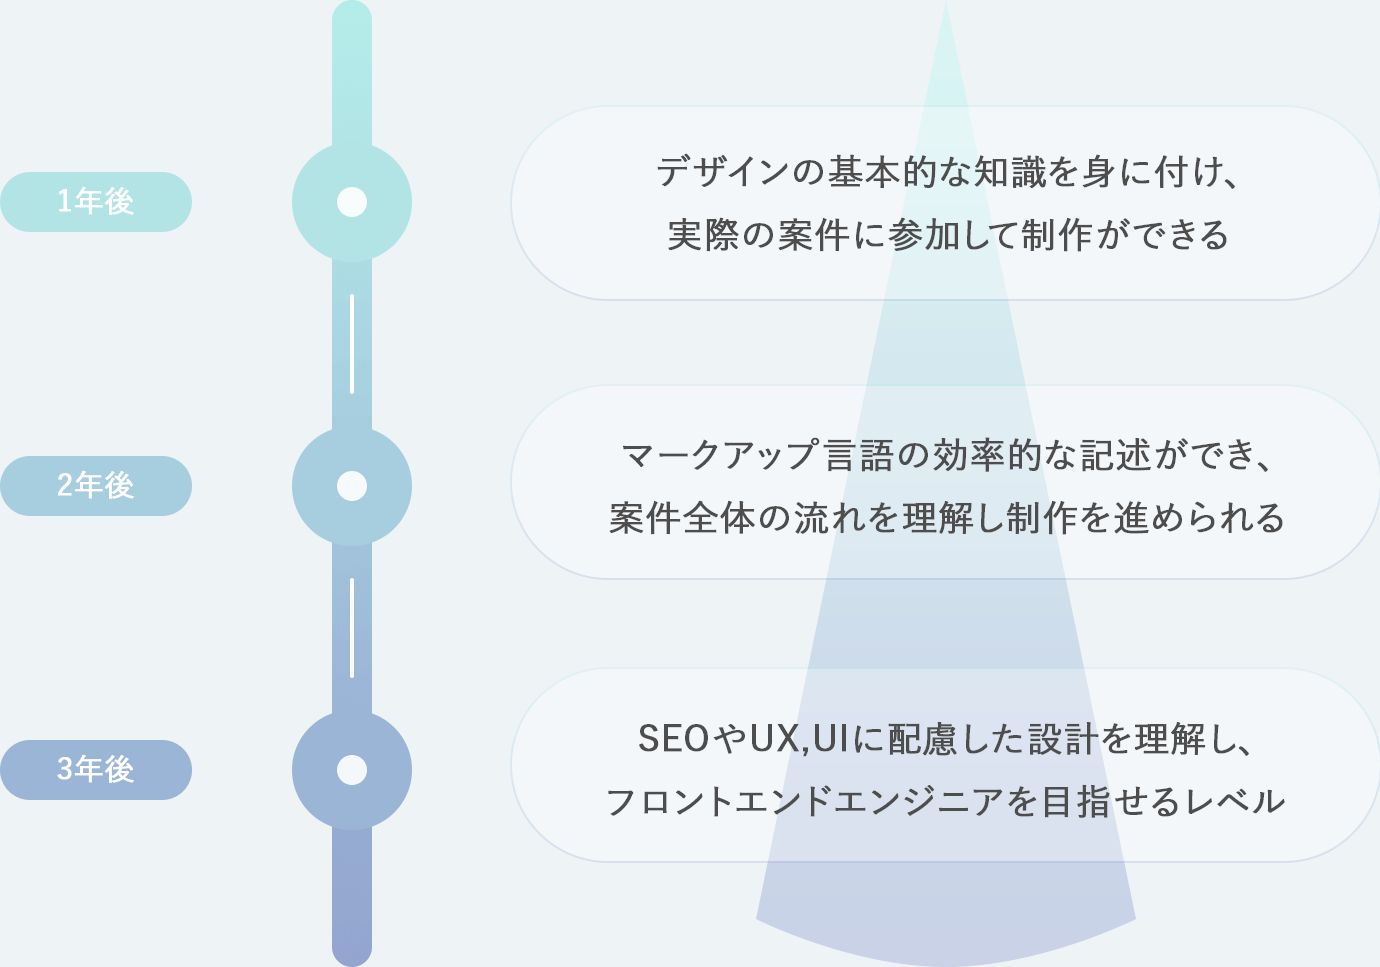 1年後
デザインの基本的な知識を身に付け、
実際の案件に参加して制作ができる
2年後
マークアップ言語の効率的な記述ができ、
案件全体の流れを理解し制作を進められる
3年後
SEOやUX,UIに配慮した設計を理解し、
フロントエンドエンジニアを目指せるレベル